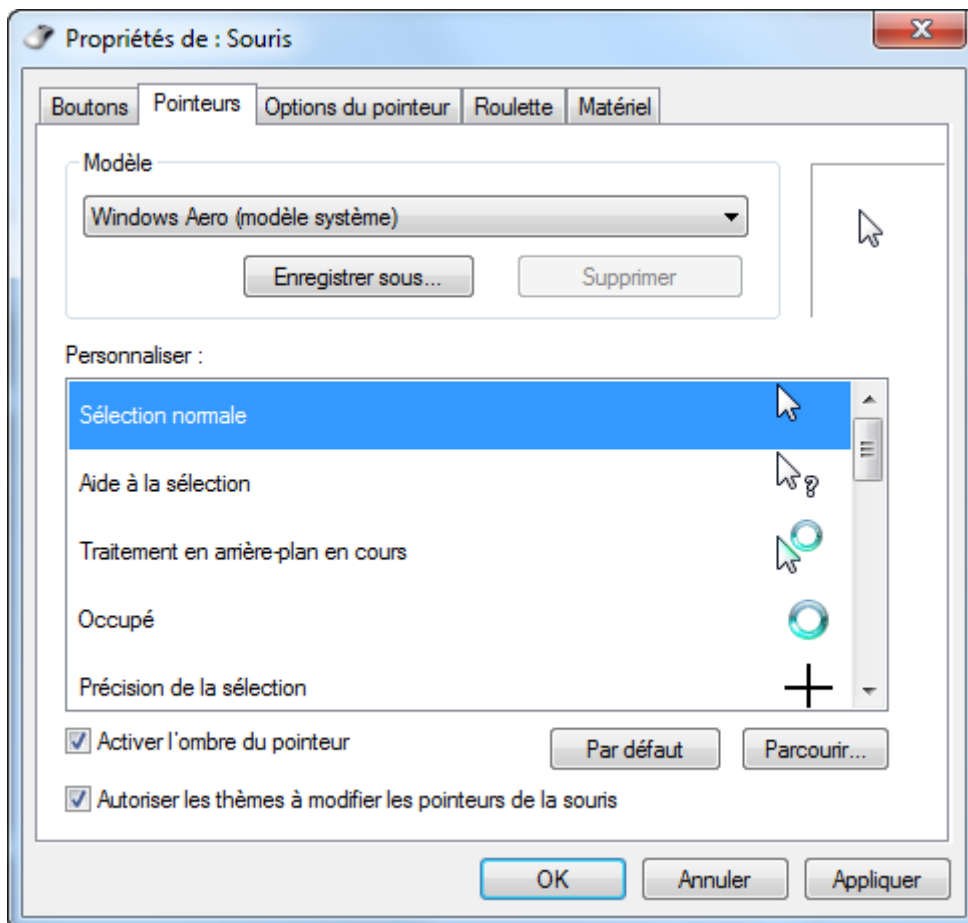 Propriétés de : Souris
Boutons Pointeurs Options du pointeur Roulette Matériel
Modèle
Windows Aero (modèle système)
Enregistrer sous... Supprimer
Personnaliser :
Sélection normale
Aide à la sélection
Traitement en arrière-plan en cours
Occupé
Précision de la sélection
Activer l'ombre du pointeur
Par défaut Parcourir...
Autoriser les thèmes à modifier les pointeurs de la souris
OK Annuler Appliquer